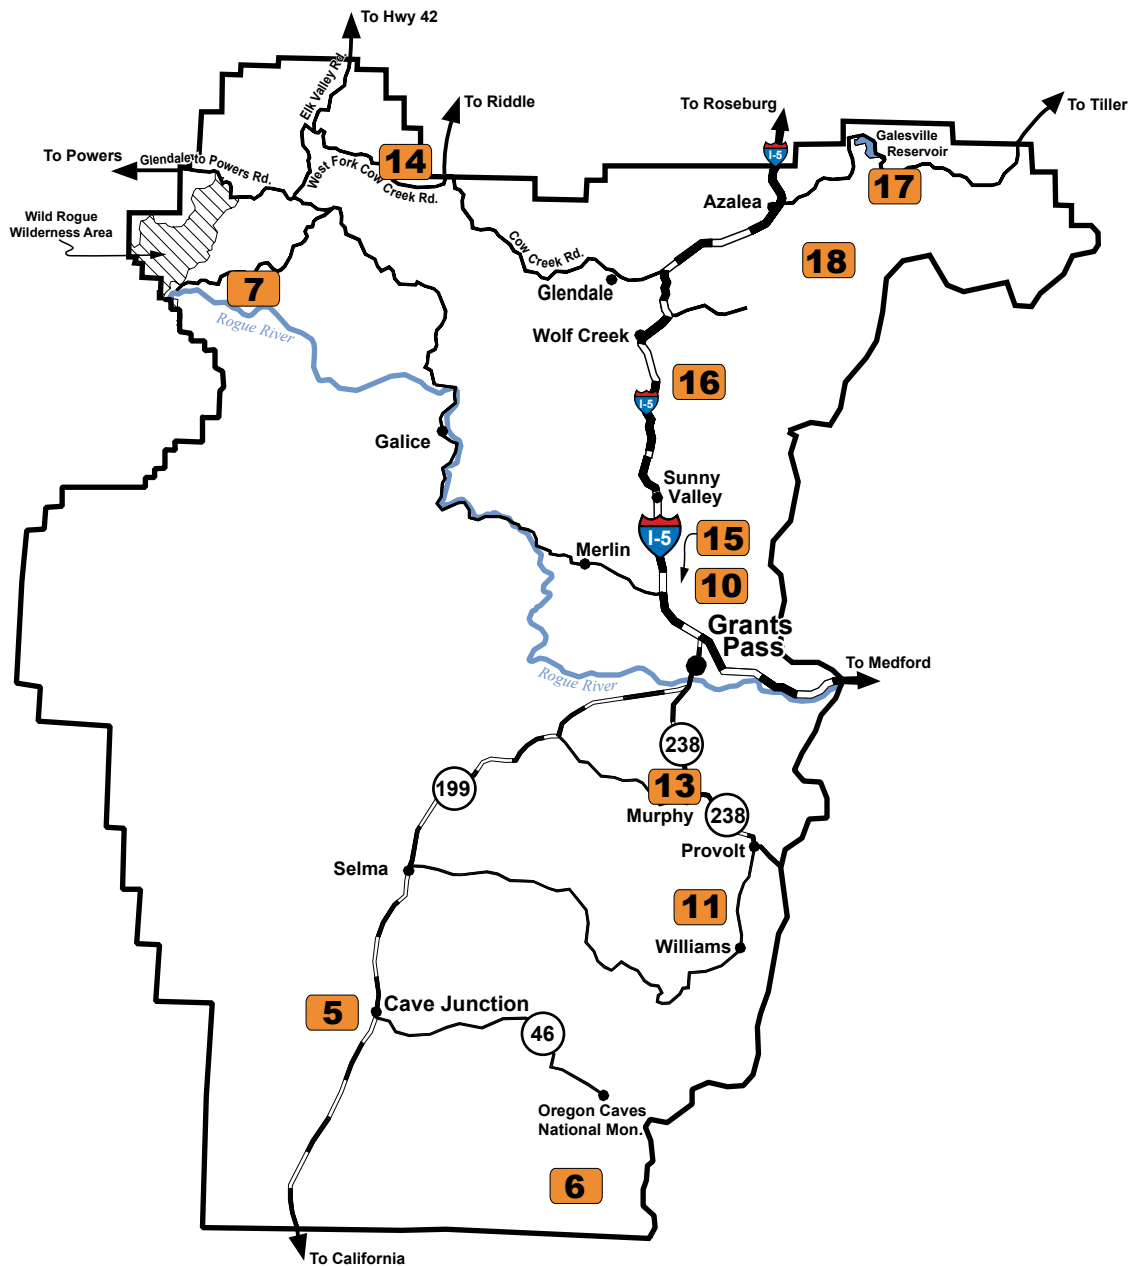 To Hwy 42
Elk Valley Rd.
To Riddle
To Roseburg
To Tiller
I-5
Galesville
Reservoir
To Powers
Glendale to Powers Rd.
West Fork Cow Creek Rd.
14
17
Azalea
Wild Rogue
Wilderness Area
Cow Creek Rd.
18
7
Glendale
Rogue River
Wolf Creek
16
I-5
Galice
Sunny
Valley
I-5
15
Merlin
10
Grants
Pass
To Medford
Rogue River
238
199
13
Murphy
238
Provolt
Selma
11
Williams
5
Cave Junction
46
Oregon Caves
National Mon.
6
To California